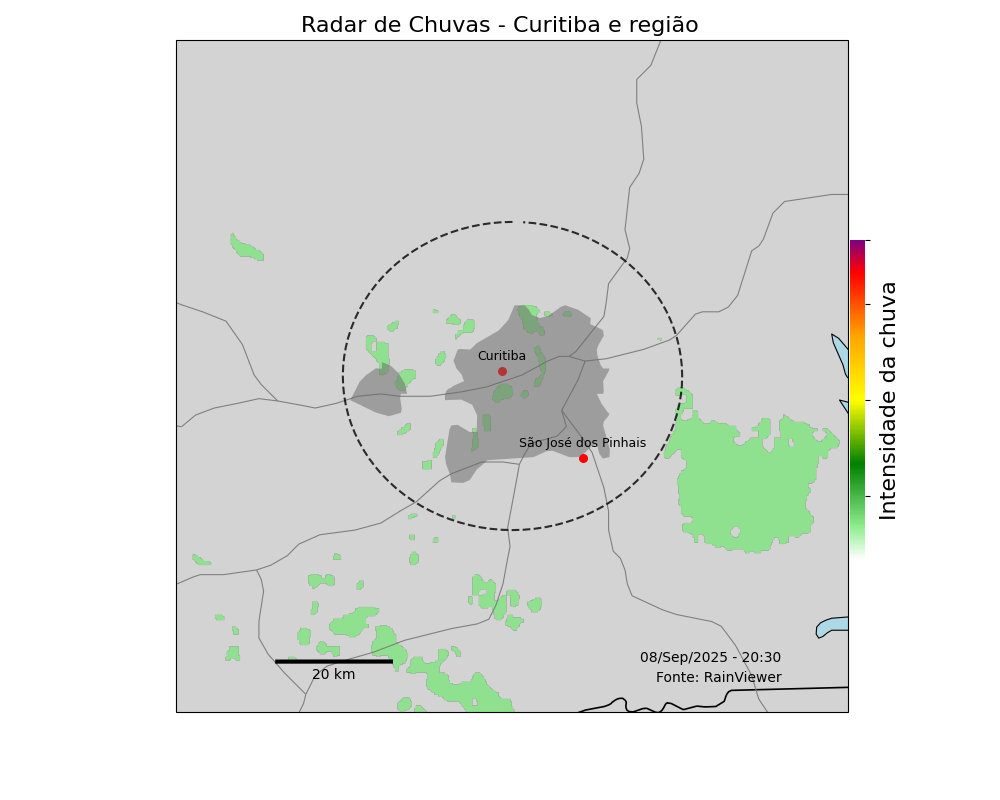 Radar de Chuvas - Curitiba e região
Curitiba
São José dos Pinhais
Intensidade da chuva
08/Sep/2025 - 20:30
Fonte: RainViewer
20 km